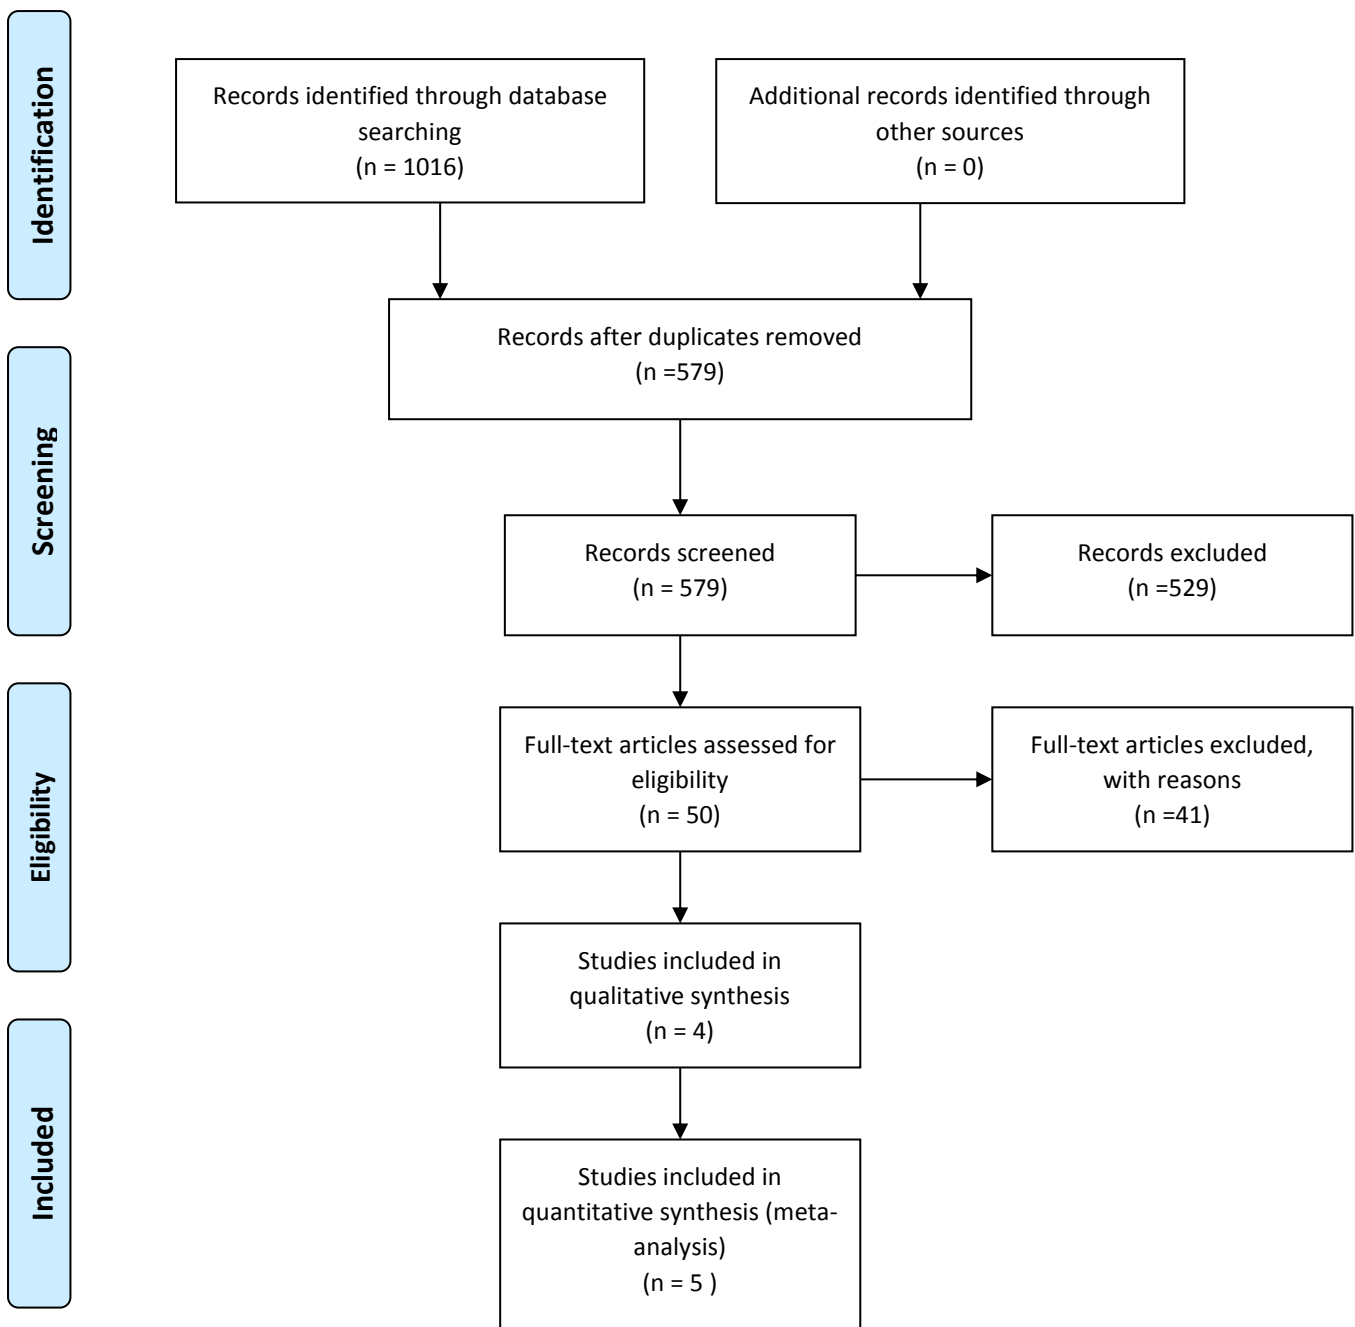 Identification
Records identified through database
searching
(n = 1016)
Additional records identified through
other sources
(n = 0)
Records after duplicates removed
(n =579)
Screening
Records screened
(n = 579)
Records excluded
(n =529)
Eligibility
Full-text articles assessed for
eligibility
(n = 50)
Full-text articles excluded,
with reasons
(n =41)
Studies included in
qualitative synthesis
(n = 4)
Included
Studies included in
quantitative synthesis (meta-
analysis)
(n = 5 )